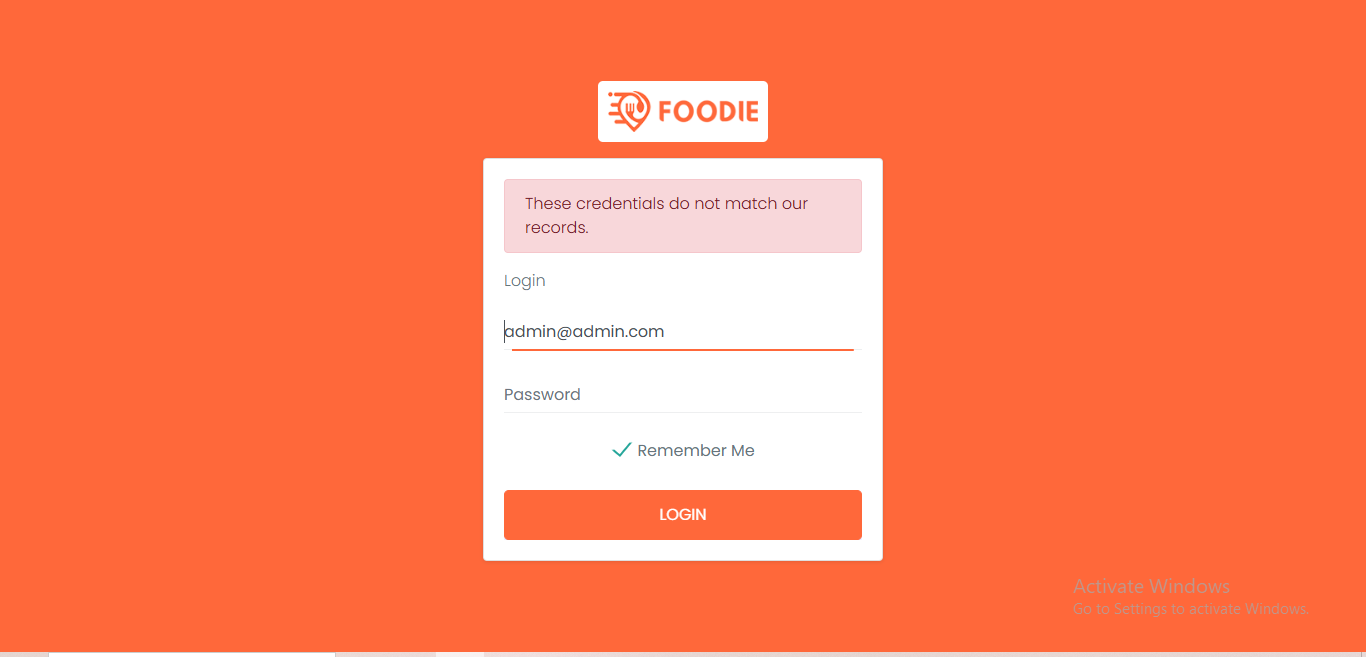 FOODIE
These credentials do not match our
records.
Login
admin@admin.com
Password
Remember Me
LOGIN
Activate Windows
Go to Settings to activate Windows.